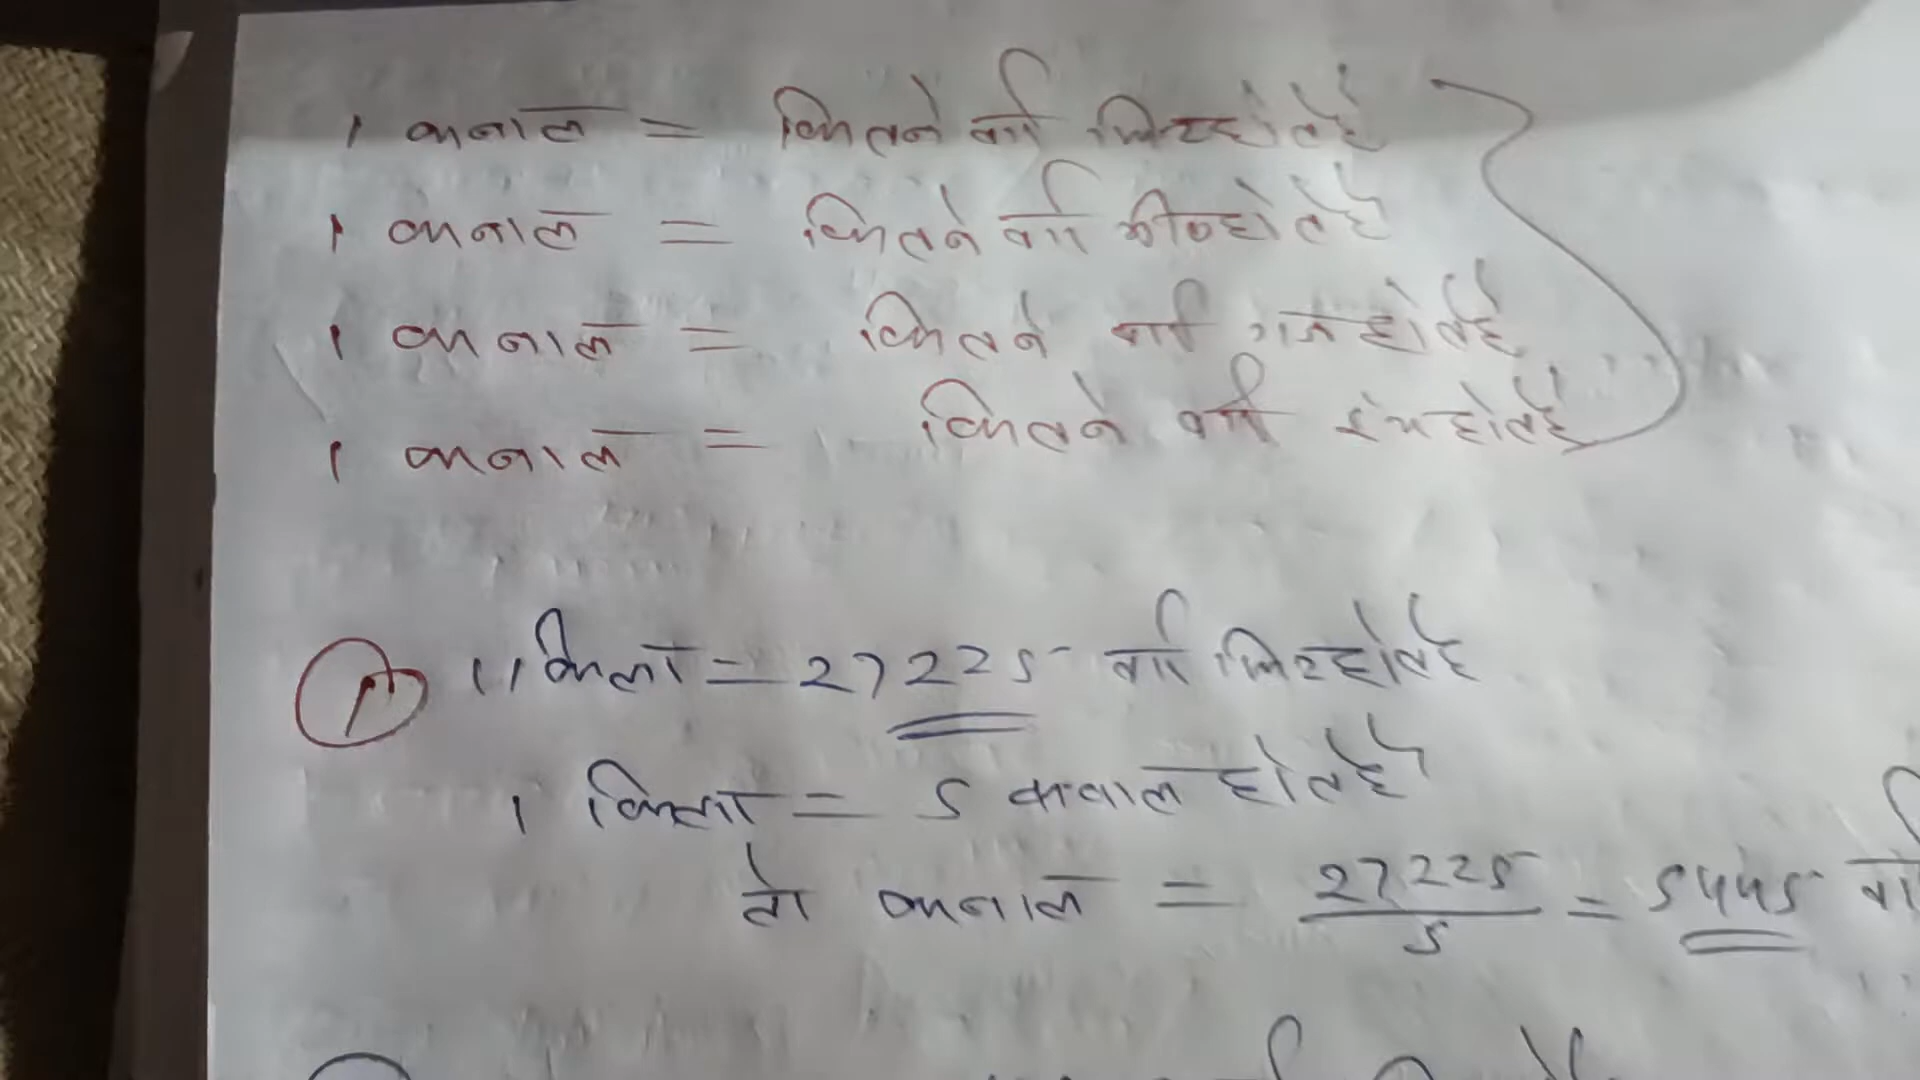 1 कनाल = कितने वर्ग फिट होते है
1 कनाल = कितने वर्ग मीटर होते है
1 कनाल = कितने वर्ग गज होते है
1 कनाल = कितने वर्ग इंच होते है
1 1 किला = 27225 वर्ग फिट होते है
1 किला = 5 कनाल होते है
तो कनाल = 27225/5 = 5445